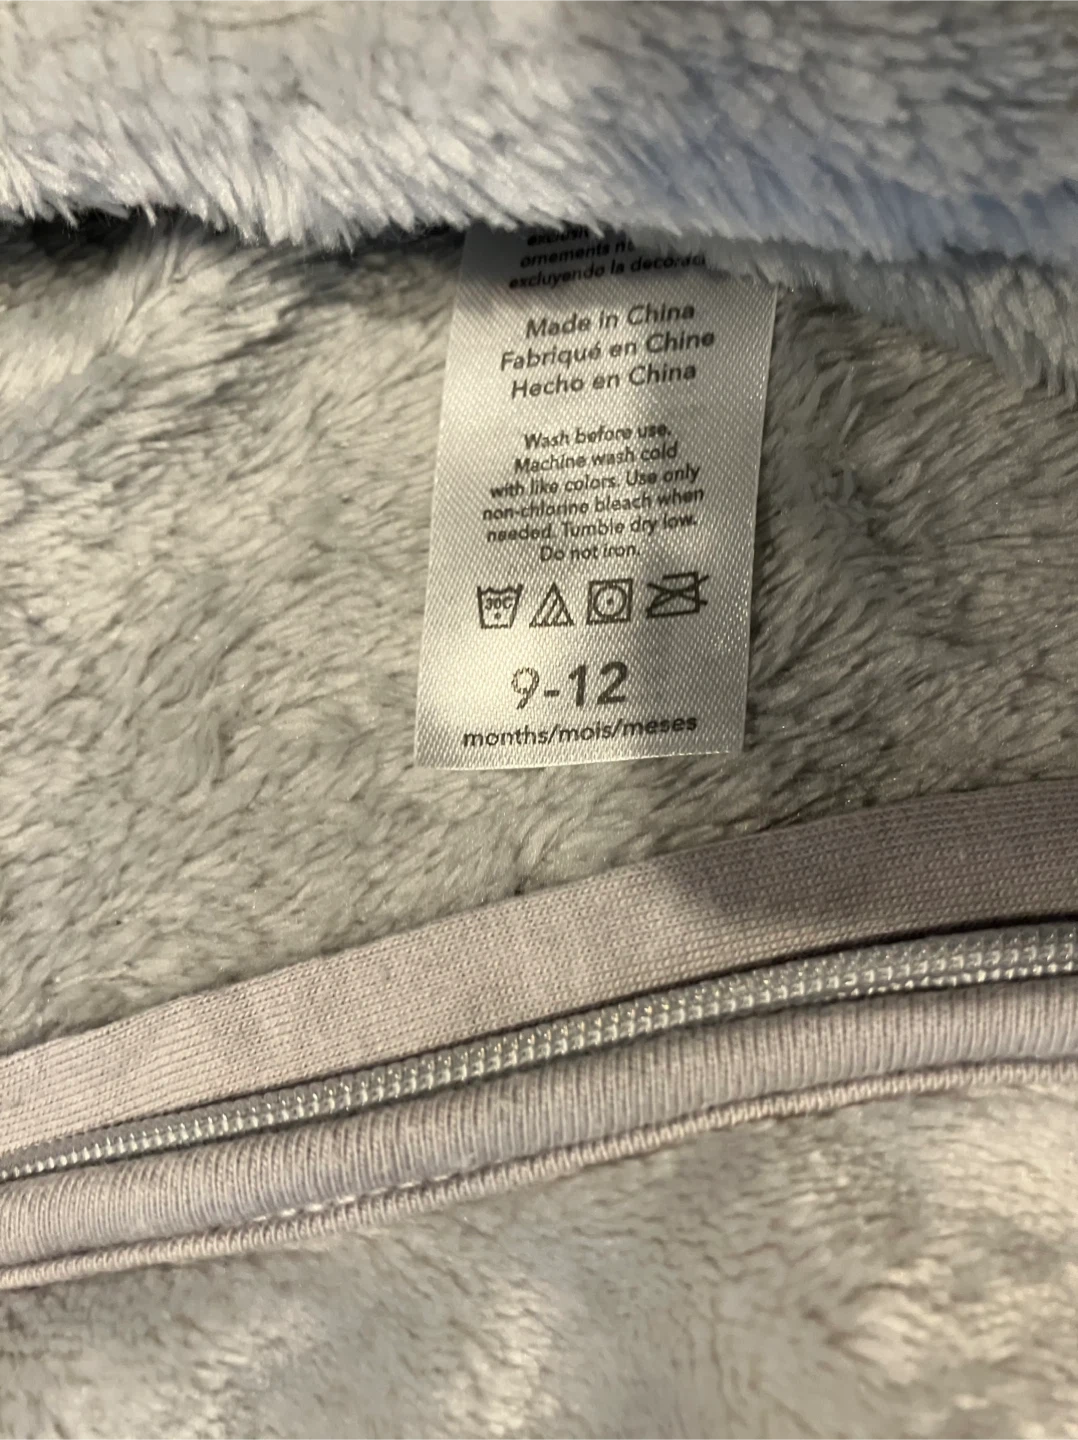 ornements
excluyendo la
Made in China
Fabriqué en Chine
Hecho en China
Wash before use.
Machine wash cold
with like colors. Use only
non-chlorine bleach when
needed. Tumble dry low.
Do not iron.
30C
9-12
months/mois/meses